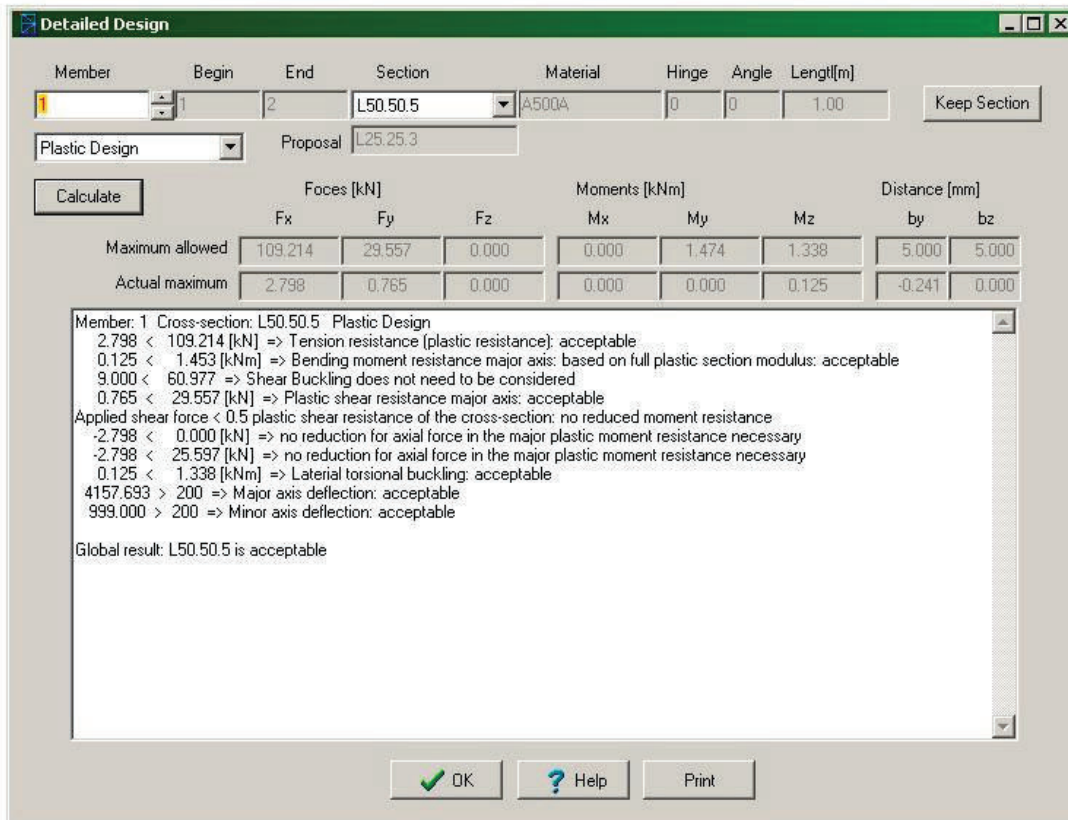 Detailed Design
Member Begin End Section Material Hinge Angle Lengtl[m]
1 1 2 L50.50.5 A500A 0 0 1.00 Keep Section
Plastic Design Proposal L25.25.3
Calculate Foces [kN] Moments [kNm] Distance [mm]
Fx Fy Fz Mx My Mz by bz
Maximum allowed 109.214 29.557 0.000 0.000 1.474 1.338 5.000 5.000
Actual maximum 2.798 0.765 0.000 0.000 0.000 0.125 -0.241 0.000
Member: 1 Cross-section: L50.50.5 Plastic Design
2.798 < 109.214 [kN] => Tension resistance (plastic resistance): acceptable
0.125 < 1.453 [kNm] => Bending moment resistance major axis: based on full plastic section modulus: acceptable
9.000 < 60.977 => Shear Buckling does not need to be considered
0.765 < 29.557 [kN] => Plastic shear resistance major axis: acceptable
Applied shear force < 0.5 plastic shear resistance of the cross-section: no reduced moment resistance
-2.798 < 0.000 [kN] => no reduction for axial force in the major plastic moment resistance necessary
-2.798 < 25.597 [kN] => no reduction for axial force in the major plastic moment resistance necessary
0.125 < 1.338 [kNm] => Laterial torsional buckling: acceptable
4157.693 > 200 => Major axis deflection: acceptable
999.000 > 200 => Minor axis deflection: acceptable
Global result: L50.50.5 is acceptable
OK Help Print